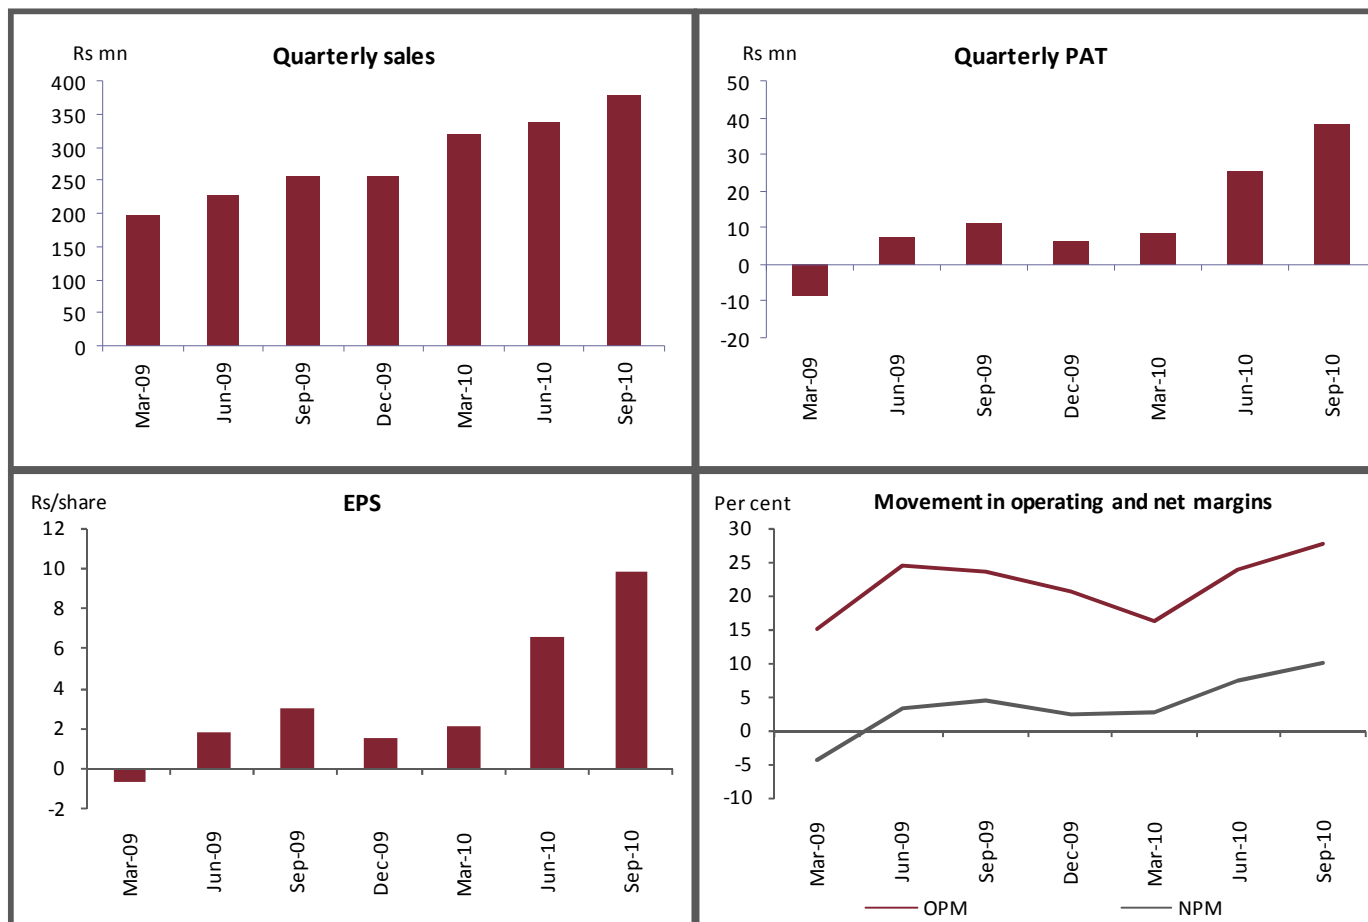 Quarterly sales
Rs mn
400
350
300
250
200
150
100
50
0
Mar-09
Jun-09
Sep-09
Dec-09
Mar-10
Jun-10
Sep-10
Quarterly PAT
Rs mn
50
40
30
20
10
0
-10
-20
Mar-09
Jun-09
Sep-09
Dec-09
Mar-10
Jun-10
Sep-10
EPS
Rs/share
12
10
8
6
4
2
0
-2
Mar-09
Jun-09
Sep-09
Dec-09
Mar-10
Jun-10
Sep-10
Movement in operating and net margins
Per cent
30
25
20
15
10
5
0
-5
-10
Mar-09
Jun-09
Sep-09
Dec-09
Mar-10
Jun-10
Sep-10
OPM
NPM